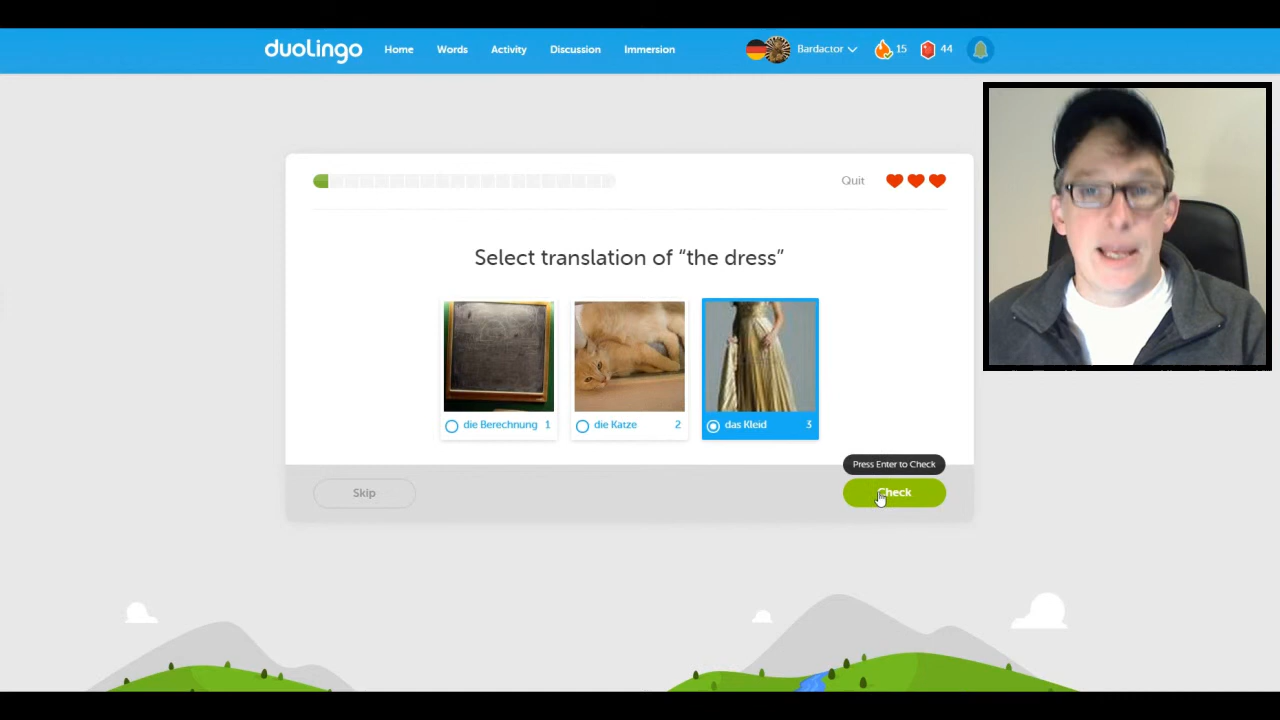 duolingo Home Words Activity Discussion Immersion Bardactor 15 44
Quit
Select translation of “the dress”
die Berechnung 1 die Katze 2 das Kleid 3
Press Enter to Check
Skip Check